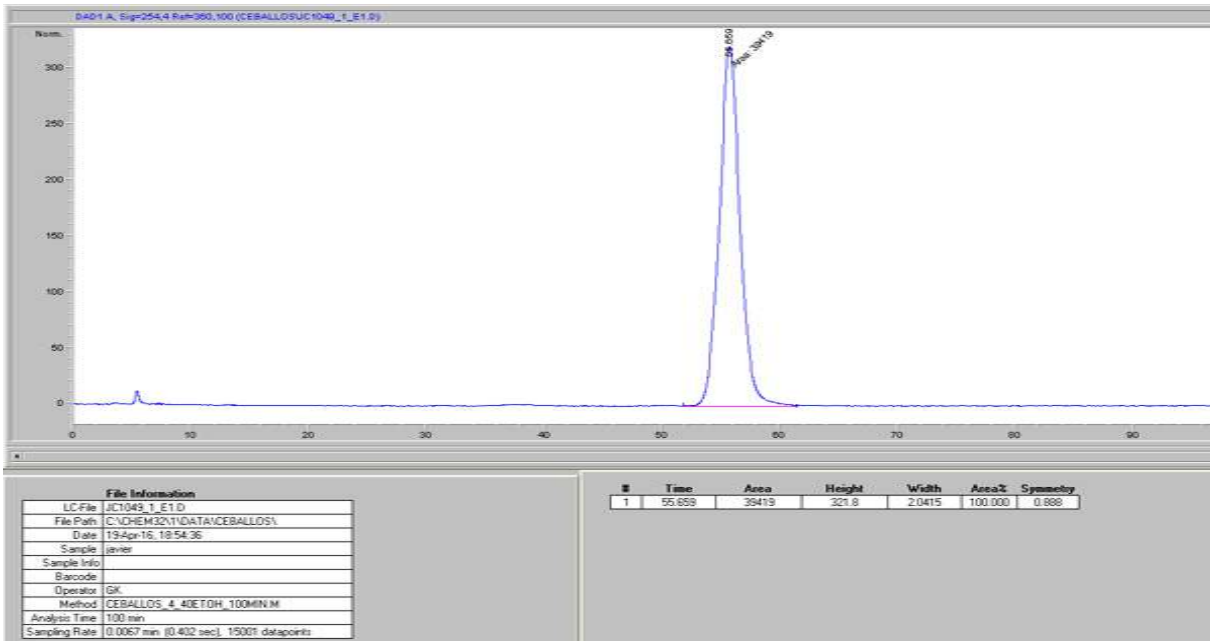 DAD1 A, Sig=254,4 Ref=360,100 (CEBALLOS\JC1049_1_E1.D)
Norm.
55.659
Area: 39419
300
250
200
150
100
50
0
0 10 20 30 40 50 60 70 80 90
File Information
LC-File JC1049_1_E1.D
File Path C:\CHEM32\1\DATA\CEBALLOS\
Date 19-Apr-16, 18:54:36
Sample javier
Sample Info
Barcode
Operator GK
Method CEBALLOS_4_40ETOH_100MIN.M
Analysis Time 100 min
Sampling Rate 0.0067 min (0.402 sec), 15001 datapoints
# Time Area Height Width Area% Symmetry
1 55.659 39419 321.8 2.0415 100.000 0.888